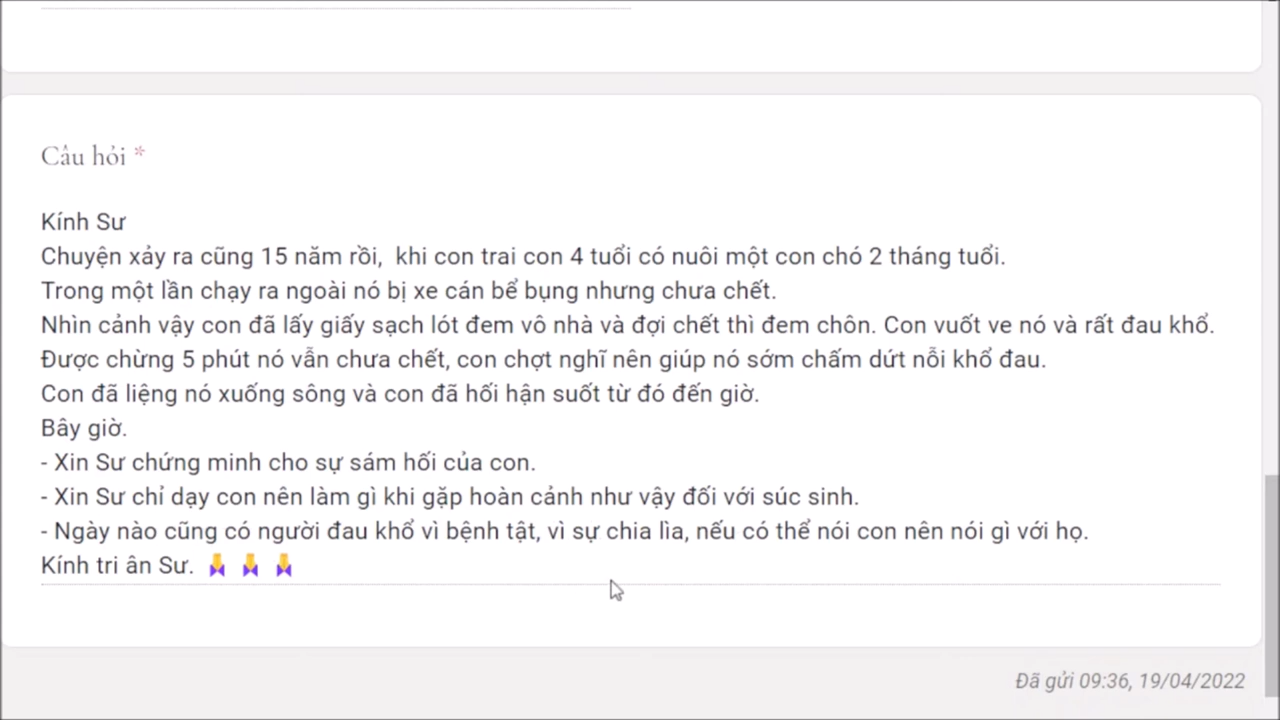 Câu hỏi *
Kính Sư
Chuyện xảy ra cũng 15 năm rồi, khi con trai con 4 tuổi có nuôi một con chó 2 tháng tuổi.
Trong một lần chạy ra ngoài nó bị xe cán bể bụng nhưng chưa chết.
Nhìn cảnh vậy con đã lấy giấy sạch lót đem vô nhà và đợi chết thì đem chôn. Con vuốt ve nó và rất đau khổ.
Được chừng 5 phút nó vẫn chưa chết, con chợt nghĩ nên giúp nó sớm chấm dứt nỗi khổ đau.
Con đã liệng nó xuống sông và con đã hối hận suốt từ đó đến giờ.
Bây giờ.
- Xin Sư chứng minh cho sự sám hối của con.
- Xin Sư chỉ dạy con nên làm gì khi gặp hoàn cảnh như vậy đối với súc sinh.
- Ngày nào cũng có người đau khổ vì bệnh tật, vì sự chia lìa, nếu có thể nói con nên nói gì với họ.
Kính tri ân Sư. 🙏 🙏 🙏
Đã gửi 09:36, 19/04/2022